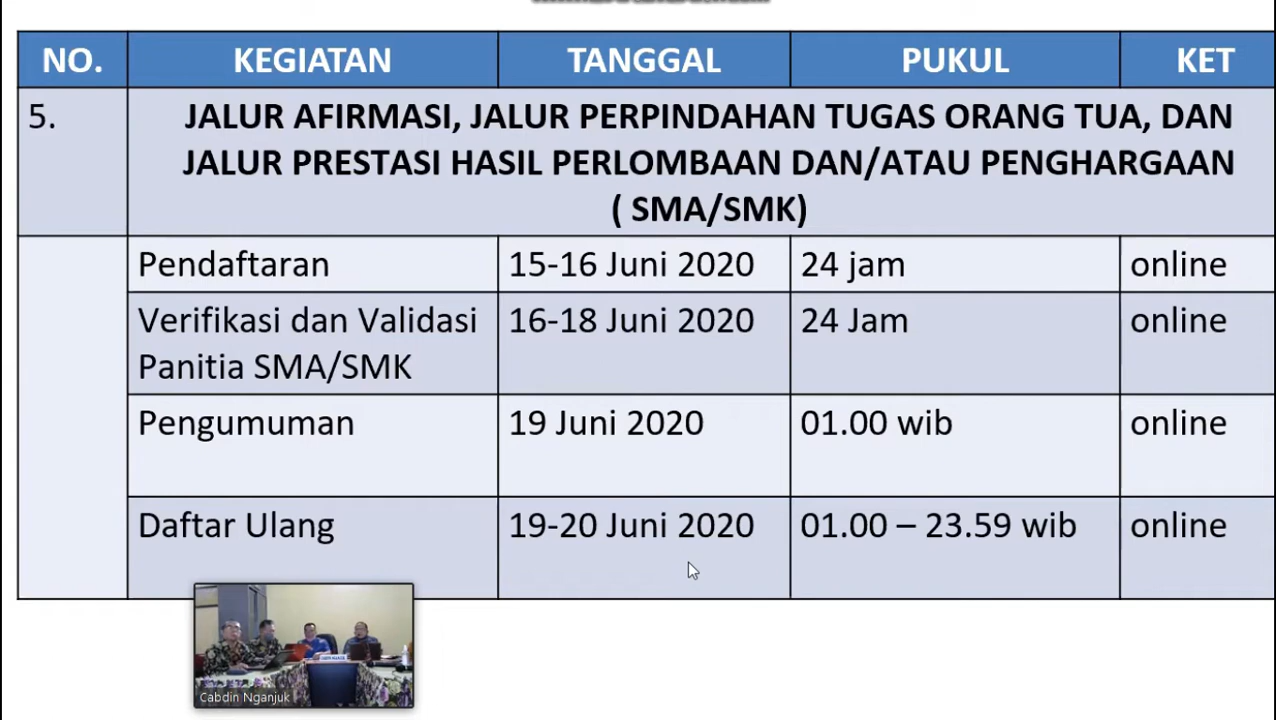 NO. KEGIATAN TANGGAL PUKUL KET
5. JALUR AFIRMASI, JALUR PERPINDAHAN TUGAS ORANG TUA, DAN
JALUR PRESTASI HASIL PERLOMBAAN DAN/ATAU PENGHARGAAN
( SMA/SMK)
Pendaftaran 15-16 Juni 2020 24 jam online
Verifikasi dan Validasi 16-18 Juni 2020 24 Jam online
Panitia SMA/SMK
Pengumuman 19 Juni 2020 01.00 wib online
Daftar Ulang 19-20 Juni 2020 01.00 – 23.59 wib online
Cabdin Nganjuk